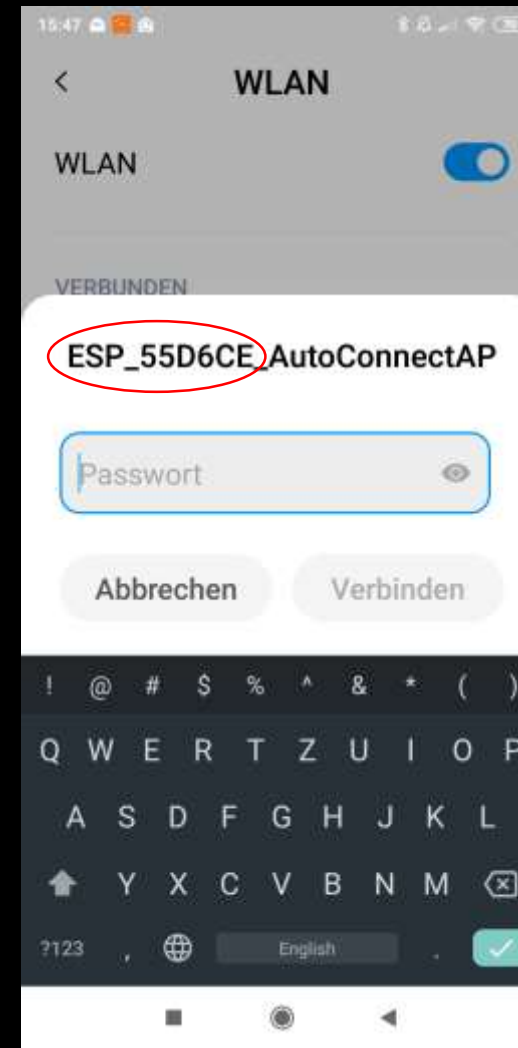 15:47
WLAN
WLAN
VERBUNDEN
ESP_55D6CE_AutoConnectAP
Passwort
Abbrechen Verbinden
! @ # $ % ^ & * ( )
Q W E R T Z U I O P
A S D F G H J K L
Y X C V B N M
?123 , English .